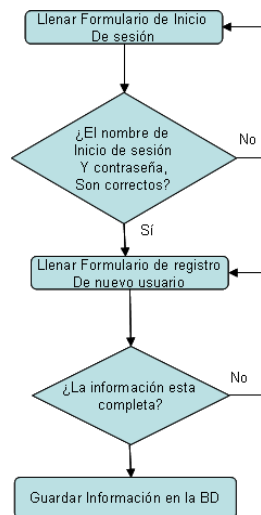 Llenar Formulario de Inicio
De sesión
¿El nombre de
Inicio de sesión
Y contraseña,
Son correctos?
No
Sí
Llenar Formulario de registro
De nuevo usuario
¿La información esta
completa?
No
Guardar Información en la BD